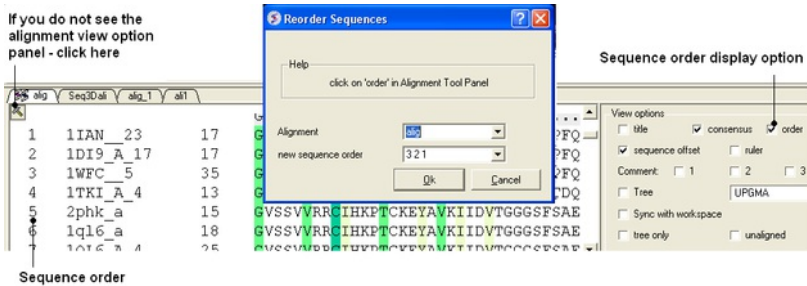 If you do not see the
alignment view option
panel - click here
Reorder Sequences
Help
click on 'order' in Alignment Tool Panel
Alignment
alig
new sequence order
3 2 1
Ok
Cancel
Sequence order display option
alig
Seq3Dali
alig_1
ali1
View options
title
consensus
order
sequence offset
ruler
Comment:
1
2
3
Tree
UPGMA
Sync with workspace
tree only
unaligned
1 1IAN__23 17 G
2 1DI9_A_17 17 G
3 1WFC__5 35 G
4 1TKI_A_4 13 G
5 2phk_a 15 GVSSVVRRCIHKPTCKEYAVKIIDVTGGGSFSAE
6 1ql6_a 18 GVSSVVRRCIHKPTCKEYAVKIIDVTGGGSFSAE
Sequence order